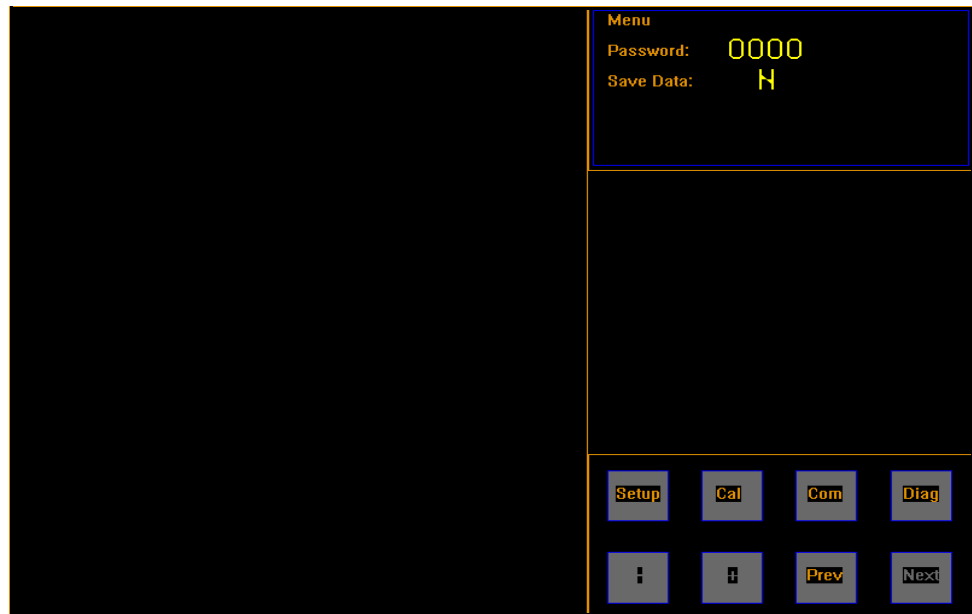 Menu
Password: 0000
Save Data: N
Setup Cal Com Diag
Prev Next